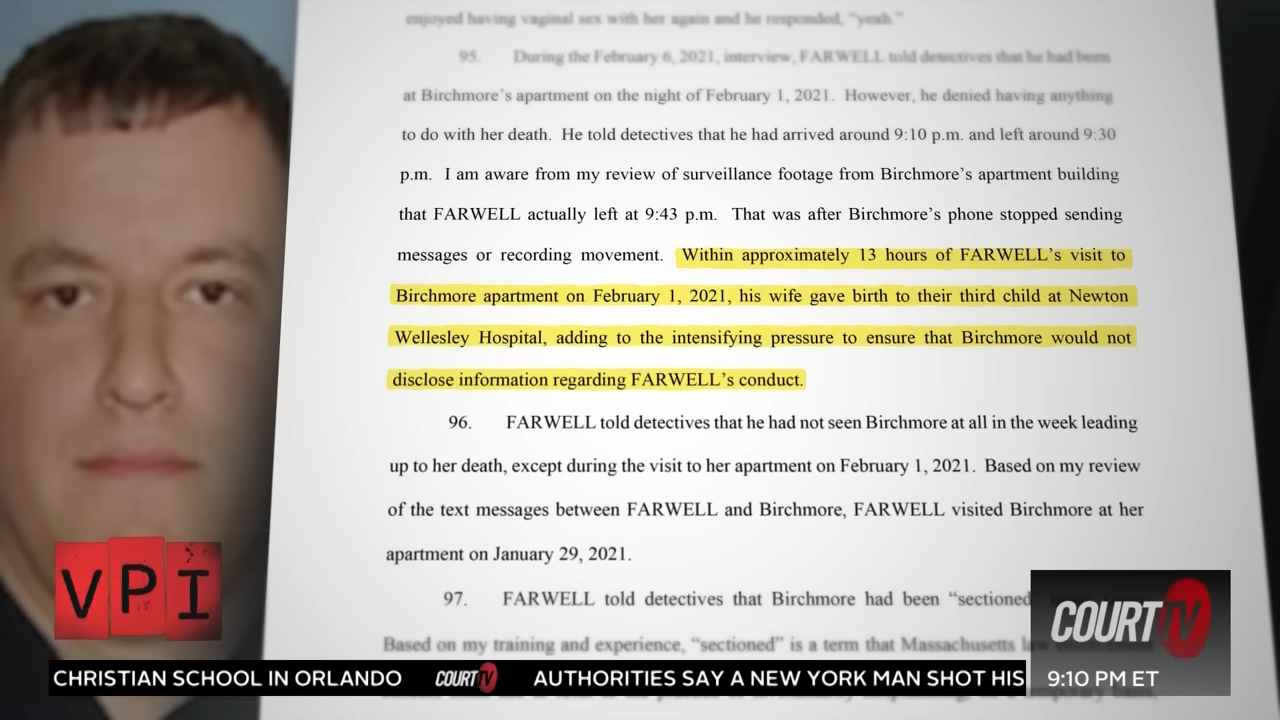 enjoyed having vaginal sex with her again and he responded, “yeah.”
95. During the February 6, 2021, interview, FARWELL told detectives that he had been
at Birchmore’s apartment on the night of February 1, 2021. However, he denied having anything
to do with her death. He told detectives that he had arrived around 9:10 p.m. and left around 9:30
p.m. I am aware from my review of surveillance footage from Birchmore’s apartment building
that FARWELL actually left at 9:43 p.m. That was after Birchmore’s phone stopped sending
messages or recording movement. Within approximately 13 hours of FARWELL’s visit to
Birchmore apartment on February 1, 2021, his wife gave birth to their third child at Newton
Wellesley Hospital, adding to the intensifying pressure to ensure that Birchmore would not
disclose information regarding FARWELL’s conduct.
96. FARWELL told detectives that he had not seen Birchmore at all in the week leading
up to her death, except during the visit to her apartment on February 1, 2021. Based on my review
of the text messages between FARWELL and Birchmore, FARWELL visited Birchmore at her
apartment on January 29, 2021.
97. FARWELL told detectives that Birchmore had been “sectioned”
Based on my training and experience, “sectioned” is a term that Massachusetts
VPI
COURT TV
CHRISTIAN SCHOOL IN ORLANDO COURT TV AUTHORITIES SAY A NEW YORK MAN SHOT HIS
9:10 PM ET